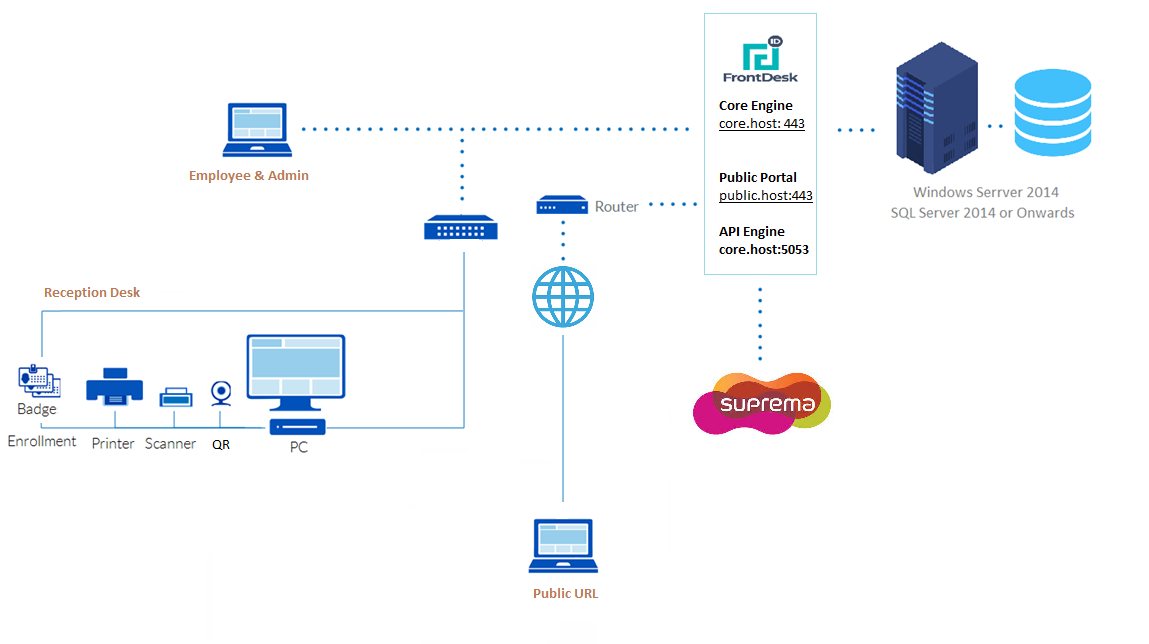 ID
FrontDesk
Core Engine
core.host: 443
Employee & Admin
Public Portal
public.host:443
Router
Windows Serrver 2014
SQL Server 2014 or Onwards
API Engine
core.host:5053
Reception Desk
suprema
Badge
Enrollment
Printer
Scanner
QR
PC
Public URL